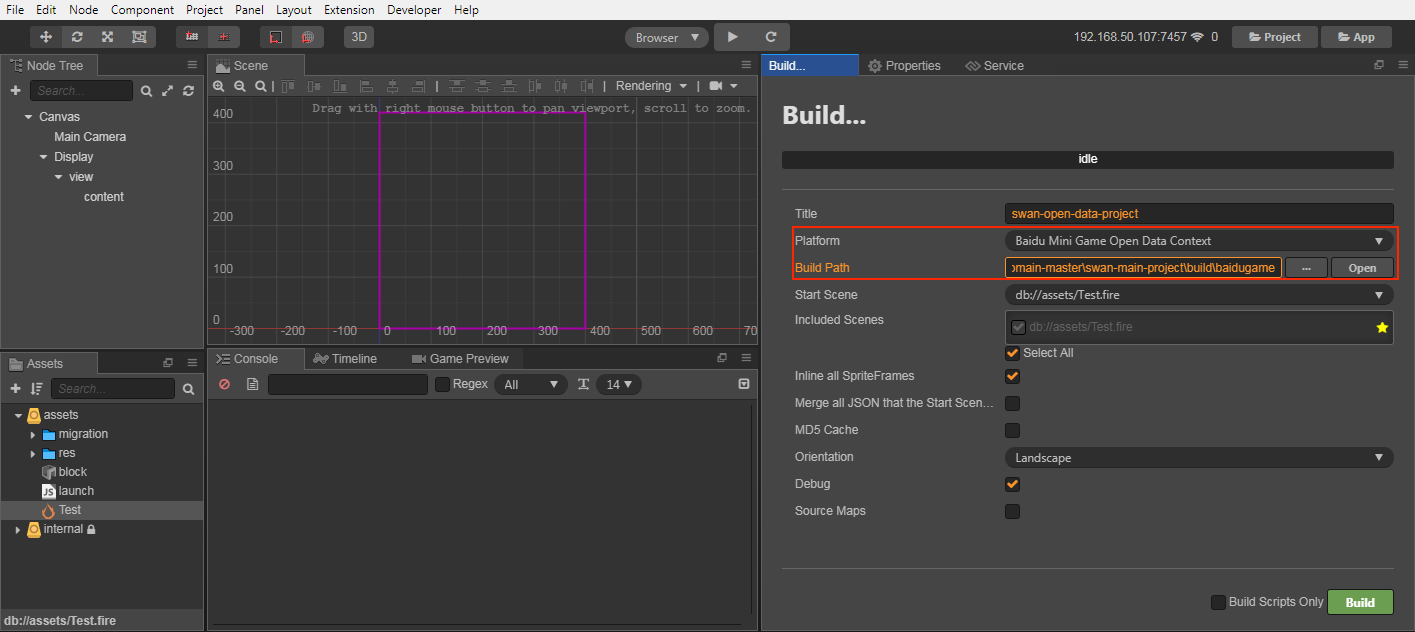 File Edit Node Component Project Panel Layout Extension Developer Help
3D Browser 192.168.50.107:7457 0 Project App
Node Tree
Search...
Canvas
Main Camera
Display
view
content
Assets
Search...
assets
migration
res
block
JS launch
Test
internal
db://assets/Test.fire
Scene
Rendering
Drag with right mouse button to pan viewport, scroll to zoom.
400
300
200
100
0
-300 -200 -100 0 100 200 300 400 500 600 70
Console Timeline Game Preview
Regex All 14
Build... Properties Service
Build...
idle
Title swan-open-data-project
Platform Baidu Mini Game Open Data Context
Build Path omain-master\swan-main-project\build\baidugame ... Open
Start Scene db://assets/Test.fire
Included Scenes db://assets/Test.fire
Select All
Inline all SpriteFrames
Merge all JSON that the Start Scen...
MD5 Cache
Orientation Landscape
Debug
Source Maps
Build Scripts Only Build